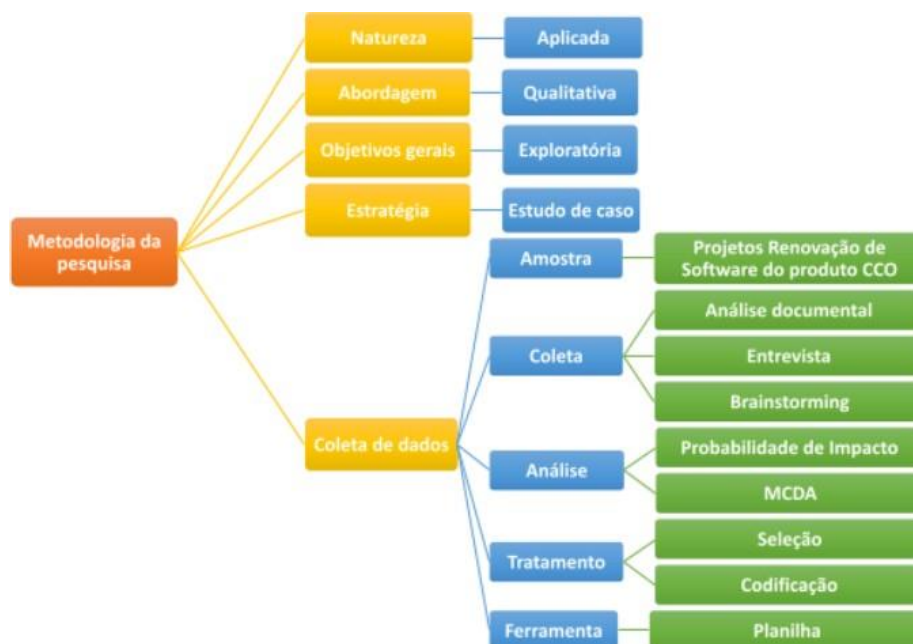 Natureza
Aplicada
Abordagem
Qualitativa
Objetivos gerais
Exploratória
Estratégia
Estudo de caso
Metodologia da
pesquisa
Coleta de dados
Amostra
Projetos Renovação de
Software do produto CCO
Coleta
Análise documental
Entrevista
Brainstorming
Análise
Probabilidade de Impacto
MCDA
Tratamento
Seleção
Codificação
Ferramenta
Planilha